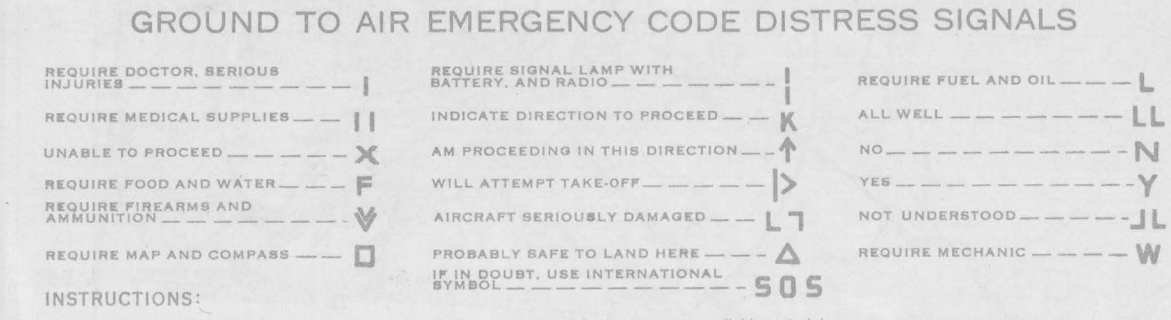 GROUND TO AIR EMERGENCY CODE DISTRESS SIGNALS
REQUIRE DOCTOR, SERIOUS
INJURIES — — — — — — — — I
REQUIRE MEDICAL SUPPLIES — — II
UNABLE TO PROCEED — — — — — X
REQUIRE FOOD AND WATER — — — F
REQUIRE FIREARMS AND
AMMUNITION — — — — — — —
REQUIRE MAP AND COMPASS — — □
REQUIRE SIGNAL LAMP WITH
BATTERY, AND RADIO — — — — — —
INDICATE DIRECTION TO PROCEED — — K
AM PROCEEDING IN THIS DIRECTION — — ↑
WILL ATTEMPT TAKE-OFF — — — — — |>
AIRCRAFT SERIOUSLY DAMAGED — — L ┐
PROBABLY SAFE TO LAND HERE — — — △
IF IN DOUBT, USE INTERNATIONAL
SYMBOL — — — — — — — — SOS
REQUIRE FUEL AND OIL — — — — L
ALL WELL — — — — — — — LL
NO — — — — — — — — — N
YES — — — — — — — — — Y
NOT UNDERSTOOD — — — — — ⅃L
REQUIRE MECHANIC — — — — — W
INSTRUCTIONS: